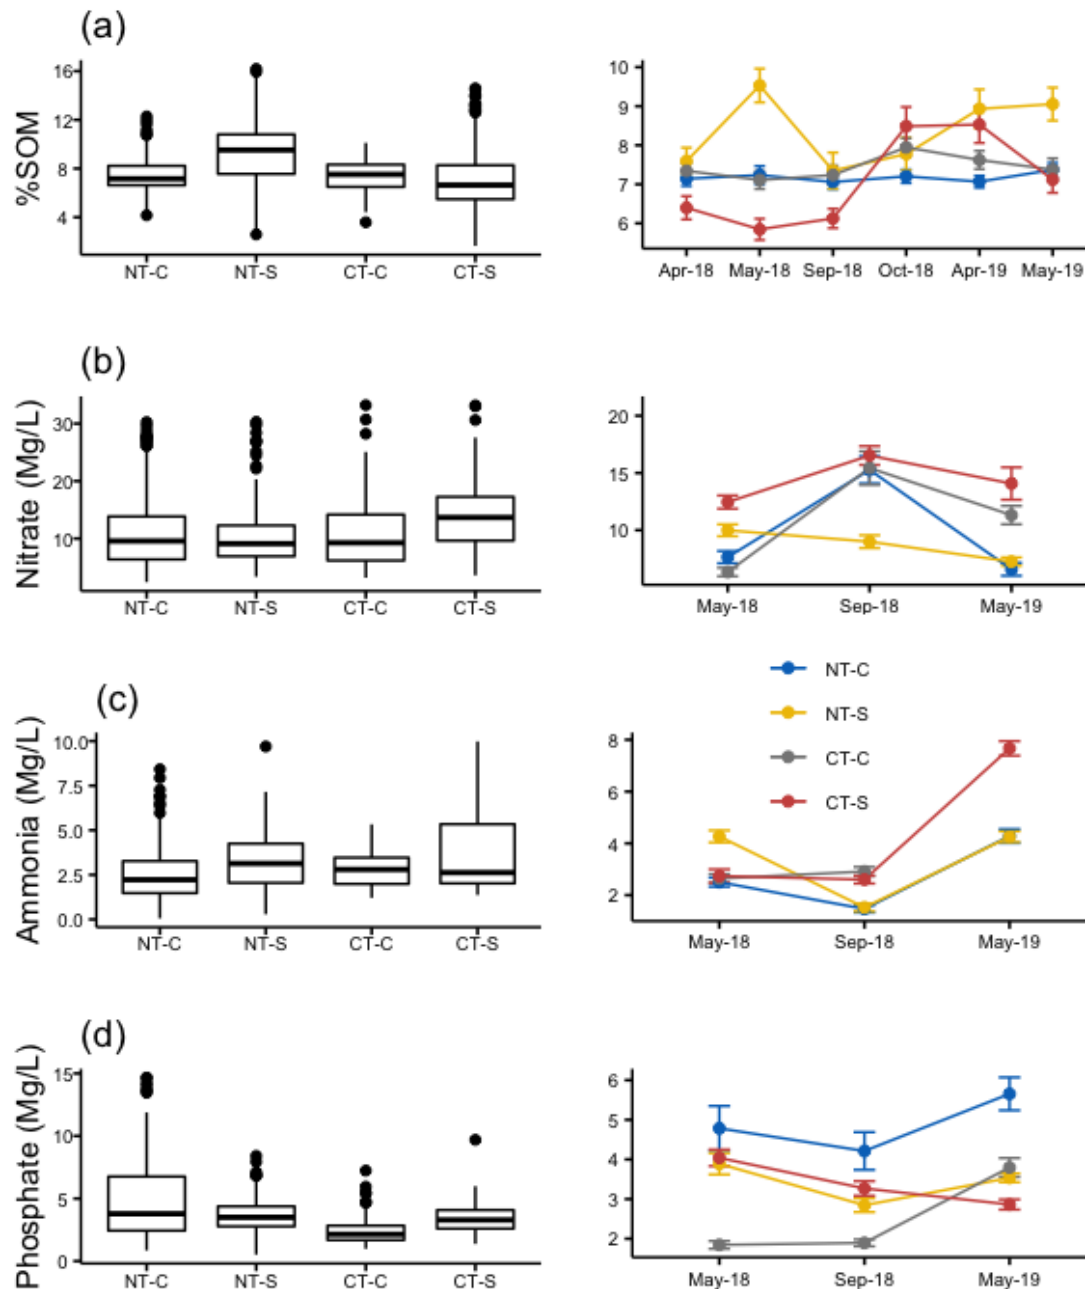 (a)
%SOM
16
12
8
4
NT-C NT-S CT-C CT-S
10
9
8
7
6
Apr-18 May-18 Sep-18 Oct-18 Apr-19 May-19
(b)
Nitrate (Mg/L)
30
20
10
NT-C NT-S CT-C CT-S
20
15
10
May-18 Sep-18 May-19
NT-C
NT-S
CT-C
CT-S
(c)
Ammonia (Mg/L)
10.0
7.5
5.0
2.5
0.0
NT-C NT-S CT-C CT-S
8
6
4
2
May-18 Sep-18 May-19
(d)
Phosphate (Mg/L)
15
10
5
0
NT-C NT-S CT-C CT-S
6
5
4
3
2
May-18 Sep-18 May-19